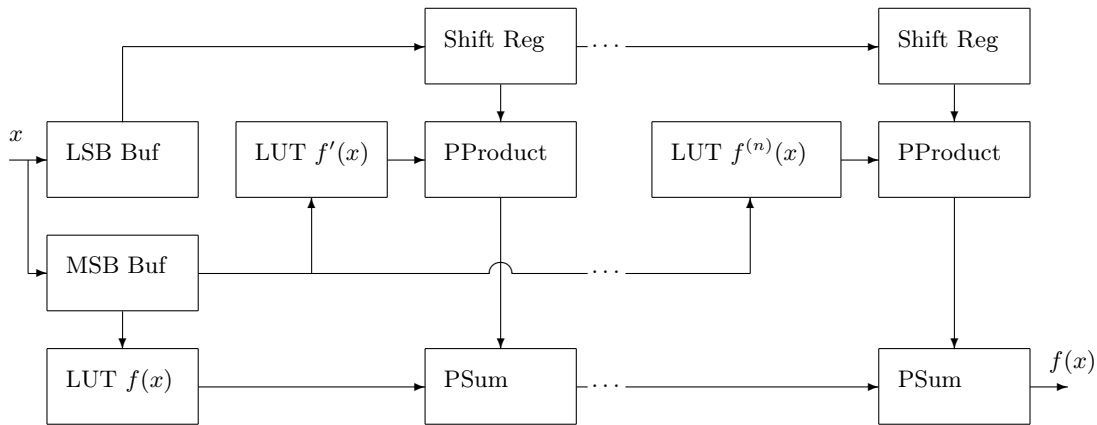 Shift Reg
...
Shift Reg
x
LSB Buf
LUT f′(x)
PProduct
LUT f⁽ⁿ⁾(x)
PProduct
MSB Buf
...
LUT f(x)
PSum
...
PSum
f(x)